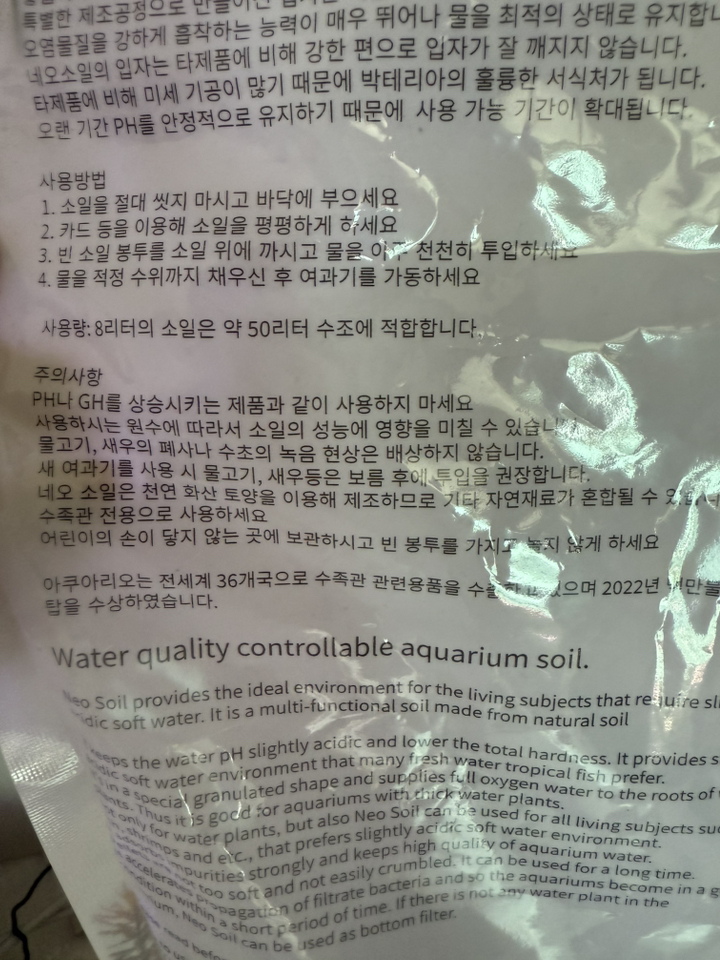 특별한 제조공정으로 만들어진
오염물질을 강하게 흡착하는 능력이 매우 뛰어나 물을 최적의 상태로 유지합니
네오소일의 입자는 타제품에 비해 강한 편으로 입자가 잘 깨지지 않습니다.
타제품에 비해 미세 기공이 많기 때문에 박테리아의 훌륭한 서식처가 됩니다.
오랜 기간 PH를 안정적으로 유지하기 때문에 사용 가능 기간이 확대됩니다.
사용방법
1. 소일을 절대 씻지 마시고 바닥에 부으세요
2. 카드 등을 이용해 소일을 평평하게 하세요
3. 빈 소일 봉투를 소일 위에 까시고 물을 아주 천천히 투입하세요
4. 물을 적정 수위까지 채우신 후 여과기를 가동하세요
사용량: 8리터의 소일은 약 50리터 수조에 적합합니다.
주의사항
PH나 GH를 상승시키는 제품과 같이 사용하지 마세요
사용하시는 원수에 따라서 소일의 성능에 영향을 미칠 수 있습니다
물고기, 새우의 폐사나 수초의 녹음 현상은 배상하지 않습니다.
새 여과기를 사용 시 물고기, 새우등은 보름 후에 투입을 권장합니다.
네오 소일은 천연 화산 토양을 이용해 제조하므로 기타 자연재료가 혼합될 수
수족관 전용으로 사용하세요
어린이의 손이 닿지 않는 곳에 보관하시고 빈 봉투를 가지고 놀지 않게 하세요
아쿠아리오는 전세계 36개국으로 수족관 관련용품을 수출하고 있으며 2022년
탑을 수상하였습니다.
Water quality controllable aquarium soil.
Neo Soil provides the ideal environment for the living subjects that require
acidic soft water. It is a multi-functional soil made from natural soil
keeps the water pH slightly acidic and lower the total hardness. It provides
soft water environment that many fresh water tropical fish prefer.
in a special granulated shape and supplies full oxygen water to the roots of
Thus it is good for aquariums with thick water plants.
only for water plants, but also Neo Soil can be used for all living subjects
shrimps and etc., that prefers slightly acidic soft water environment.
impurities strongly and keeps high quality of aquarium water.
not too soft and not easily crumbled. It can be used for a long time.
accelerates propagation of filtrate bacteria and so the aquariums become in a
within a short period of time. If there is not any water plant in the
Neo Soil can be used as bottom filter.